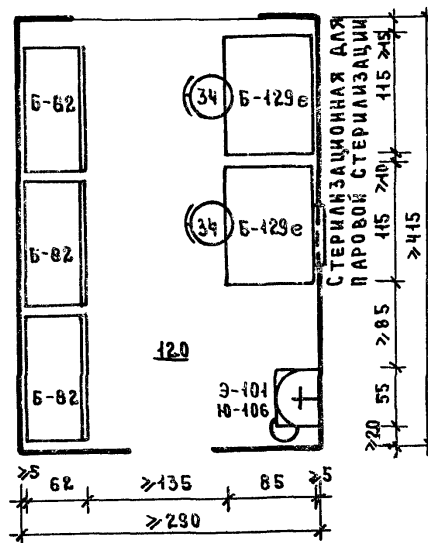 Б-82
34
Б-129е
Б-82
34
Б-129е
Б-82
120
Э-101
Ю-106
СТЕРИЛИЗАЦИОННАЯ ДЛЯ
ПАРОВОЙ СТЕРИЛИЗАЦИИ
≥15
115
≥10
115
≥85
55
≥20
≥415
≥5
62
≥135
85
≥5
≥290